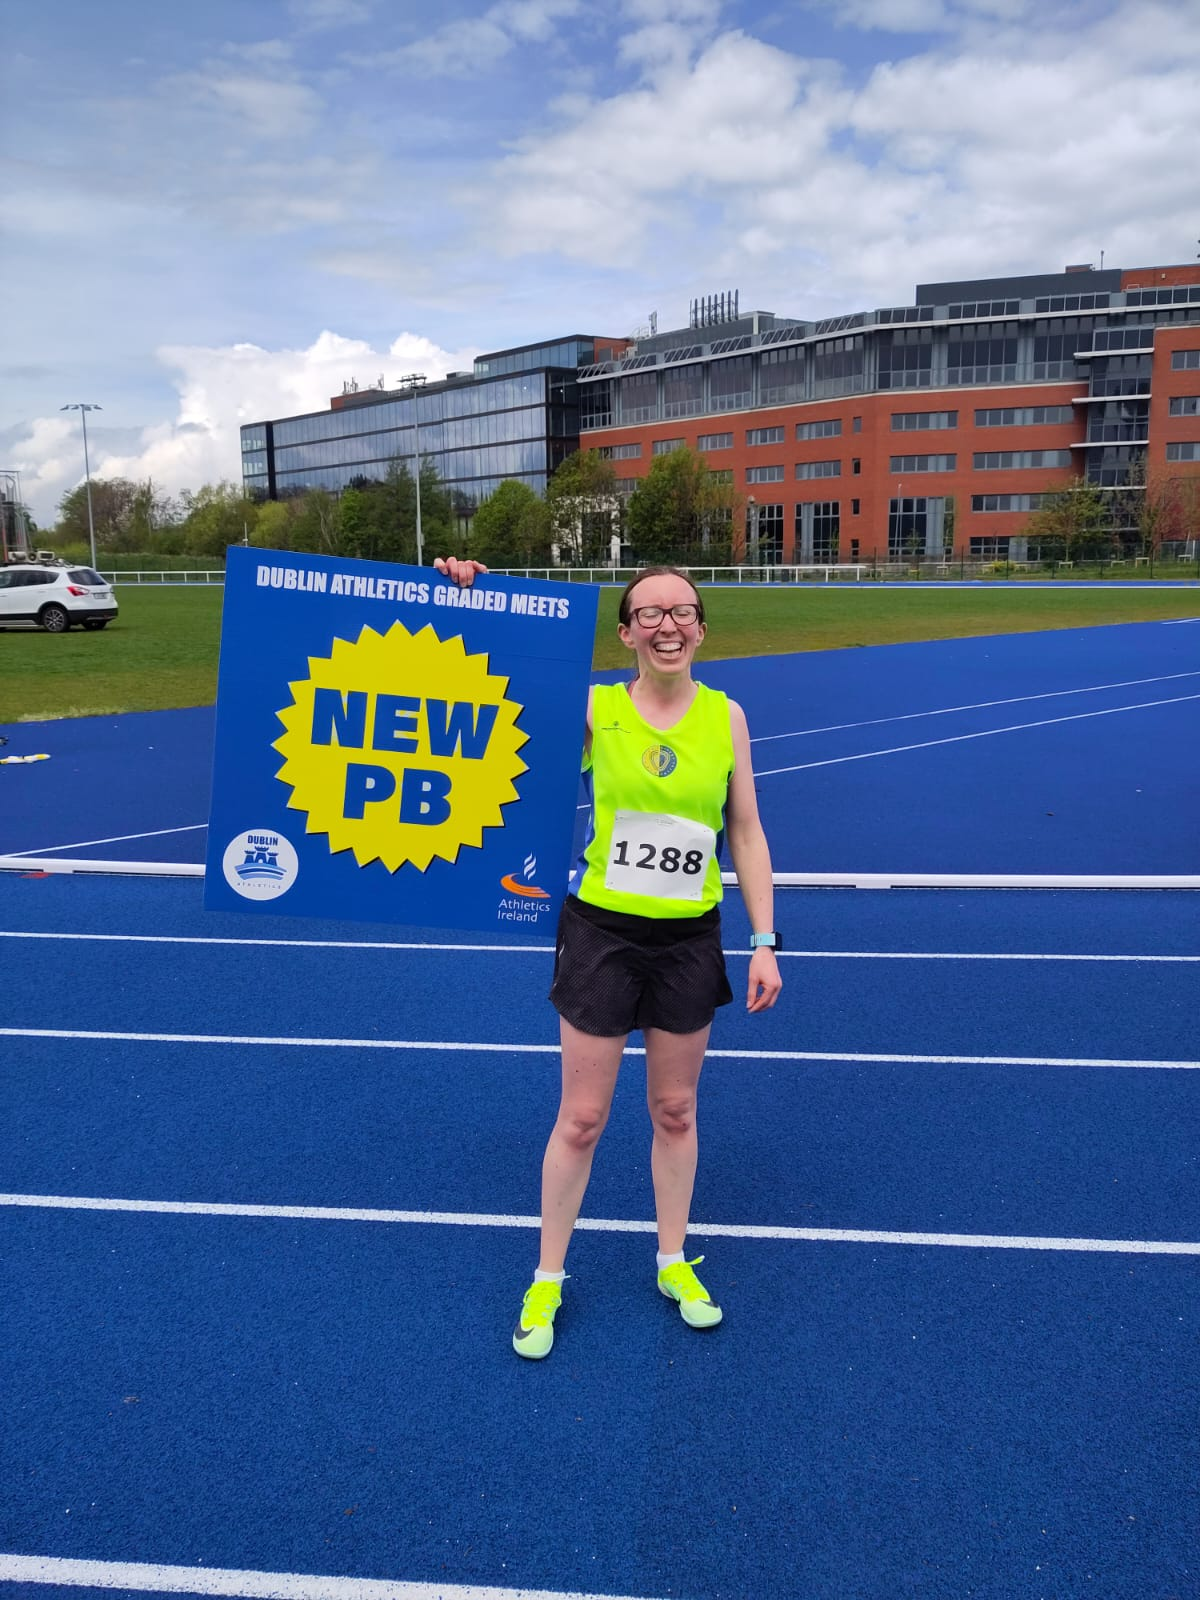 DUBLIN ATHLETICS GRADED MEETS
NEW
PB
DUBLIN
ATHLETICS
Athletics
Ireland
1288